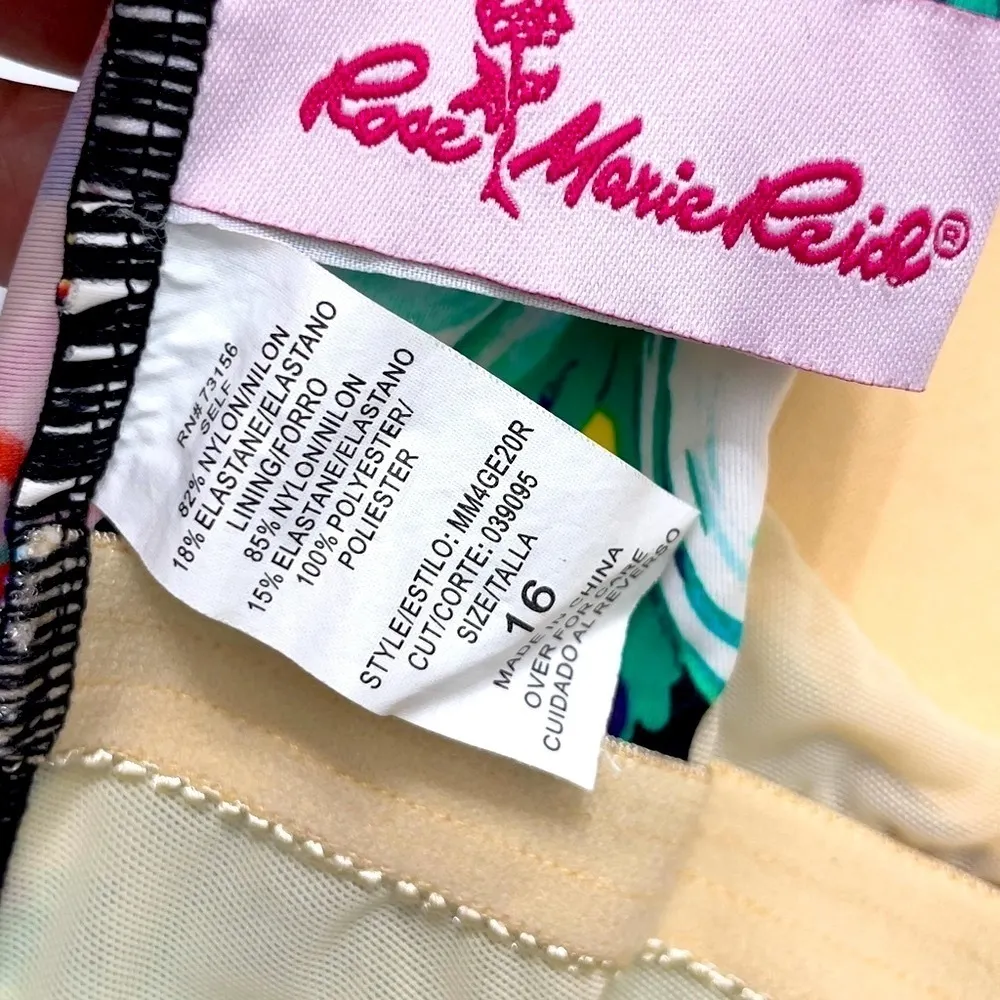 Rose Marie Reid®
RN# 73156
SELF
82% NYLON/NILON
18% ELASTANE/ELASTANO
LINING/FORRO
85% NYLON/NILON
15% ELASTANE/ELASTANO
100% POLYESTER/
POLIESTER
STYLE/ESTILO: MM4GE20R
CUT/CORTE: 039095
SIZE/TALLA
16
MADE IN CHINA
OVER FOR CARE
CUIDADO AL REVERSO